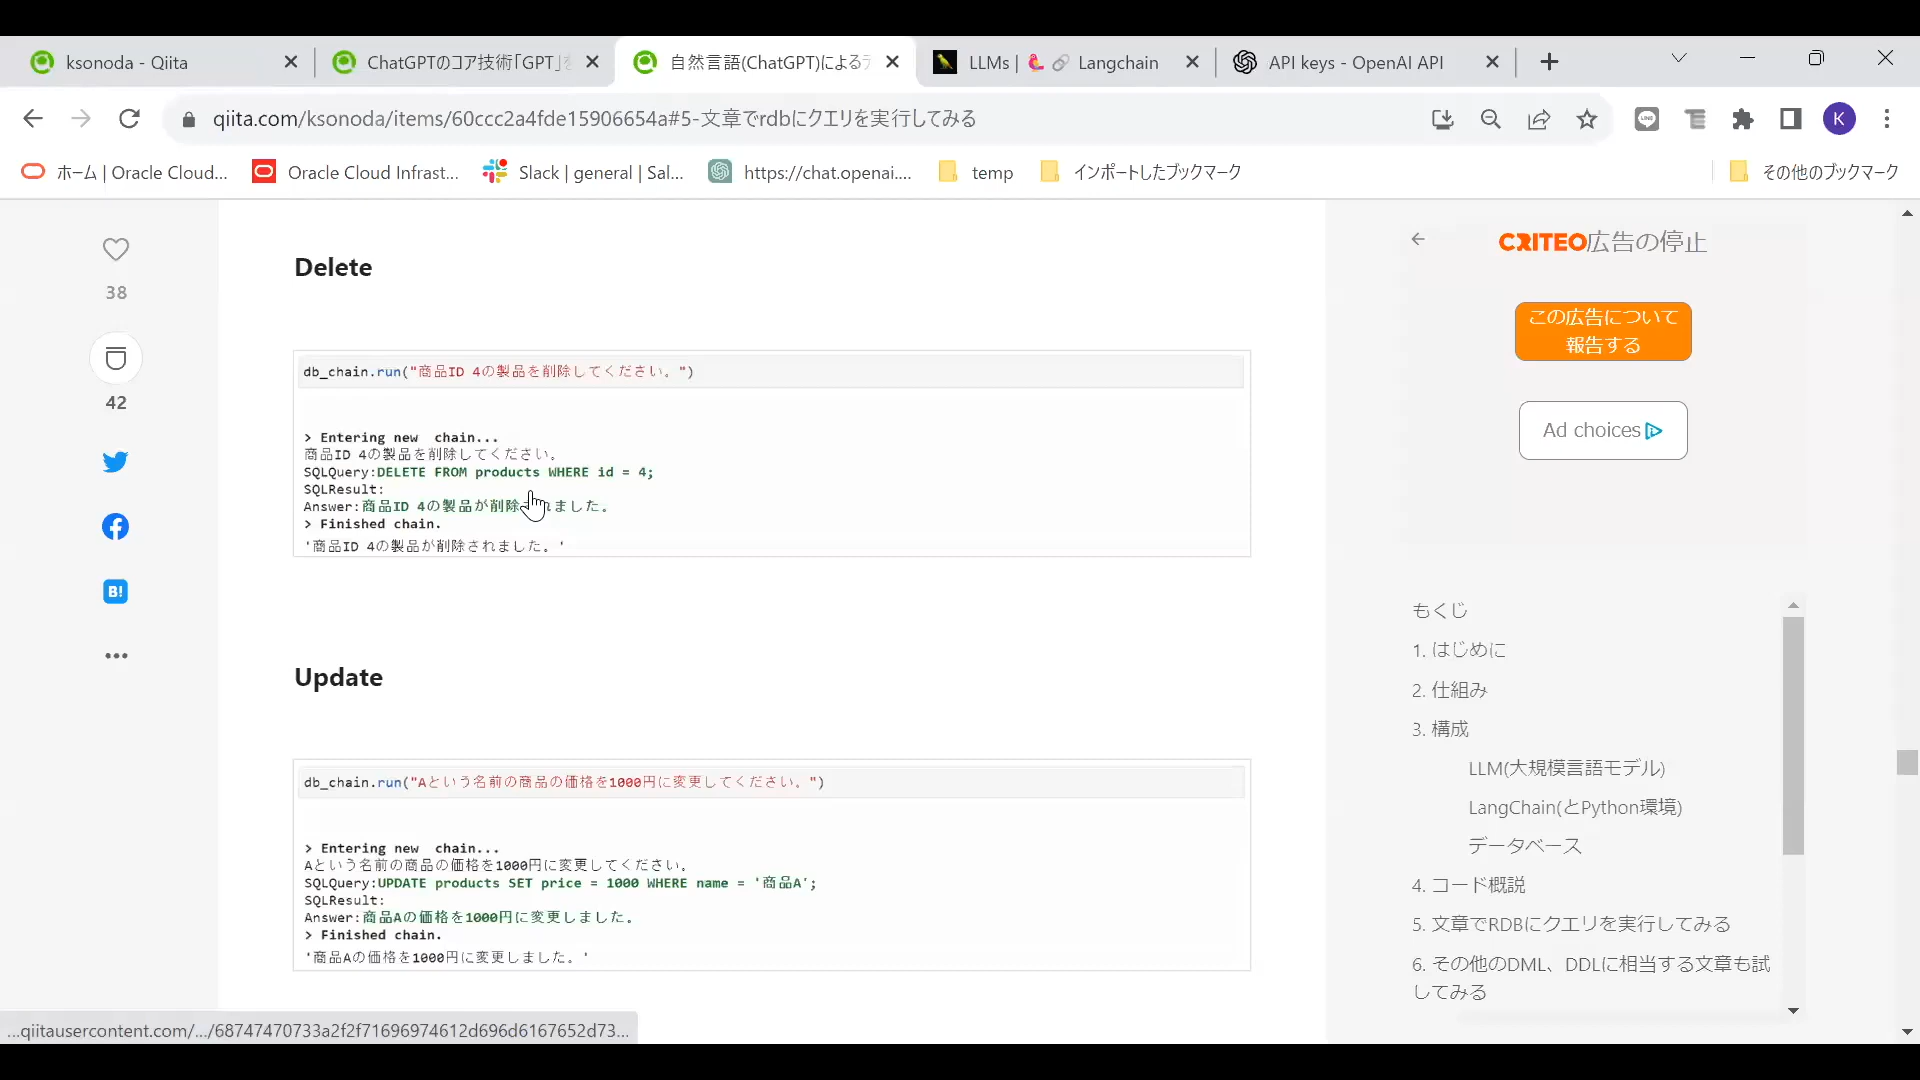 ksonoda - Qiita
ChatGPTのコア技術「GPT」を
自然言語(ChatGPT)によるデ
LLMs | Langchain
API keys - OpenAI API
qiita.com/ksonoda/items/60ccc2a4fde15906654a#5-文章でrdbにクエリを実行してみる
K
ホーム | Oracle Cloud...
Oracle Cloud Infrast...
Slack | general | Sal...
https://chat.openai....
temp
インポートしたブックマーク
その他のブックマーク
38
42
B!
Delete
db_chain.run("商品ID 4の製品を削除してください。")
> Entering new chain...
商品ID 4の製品を削除してください。
SQLQuery:DELETE FROM products WHERE id = 4;
SQLResult:
Answer:商品ID 4の製品が削除されました。
> Finished chain.
'商品ID 4の製品が削除されました。'
Update
db_chain.run("Aという名前の商品の価格を1000円に変更してください。")
> Entering new chain...
Aという名前の商品の価格を1000円に変更してください。
SQLQuery:UPDATE products SET price = 1000 WHERE name = '商品A';
SQLResult:
Answer:商品Aの価格を1000円に変更しました。
> Finished chain.
'商品Aの価格を1000円に変更しました。'
CRITEO広告の停止
この広告について
報告する
Ad choices
もくじ
1. はじめに
2. 仕組み
3. 構成
LLM(大規模言語モデル)
LangChain(とPython環境)
データベース
4. コード概説
5. 文章でRDBにクエリを実行してみる
6. その他のDML、DDLに相当する文章も試
してみる
...qiitausercontent.com/.../68747470733a2f2f71696974612d696d6167652d73...